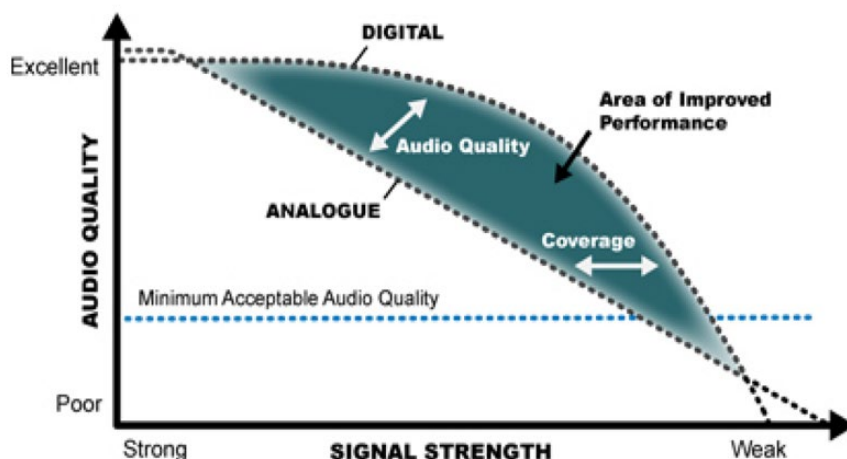 DIGITAL
Excellent
Area of Improved
Performance
Audio Quality
ANALOGUE
Coverage
AUDIO QUALITY
Minimum Acceptable Audio Quality
Poor
Strong
SIGNAL STRENGTH
Weak